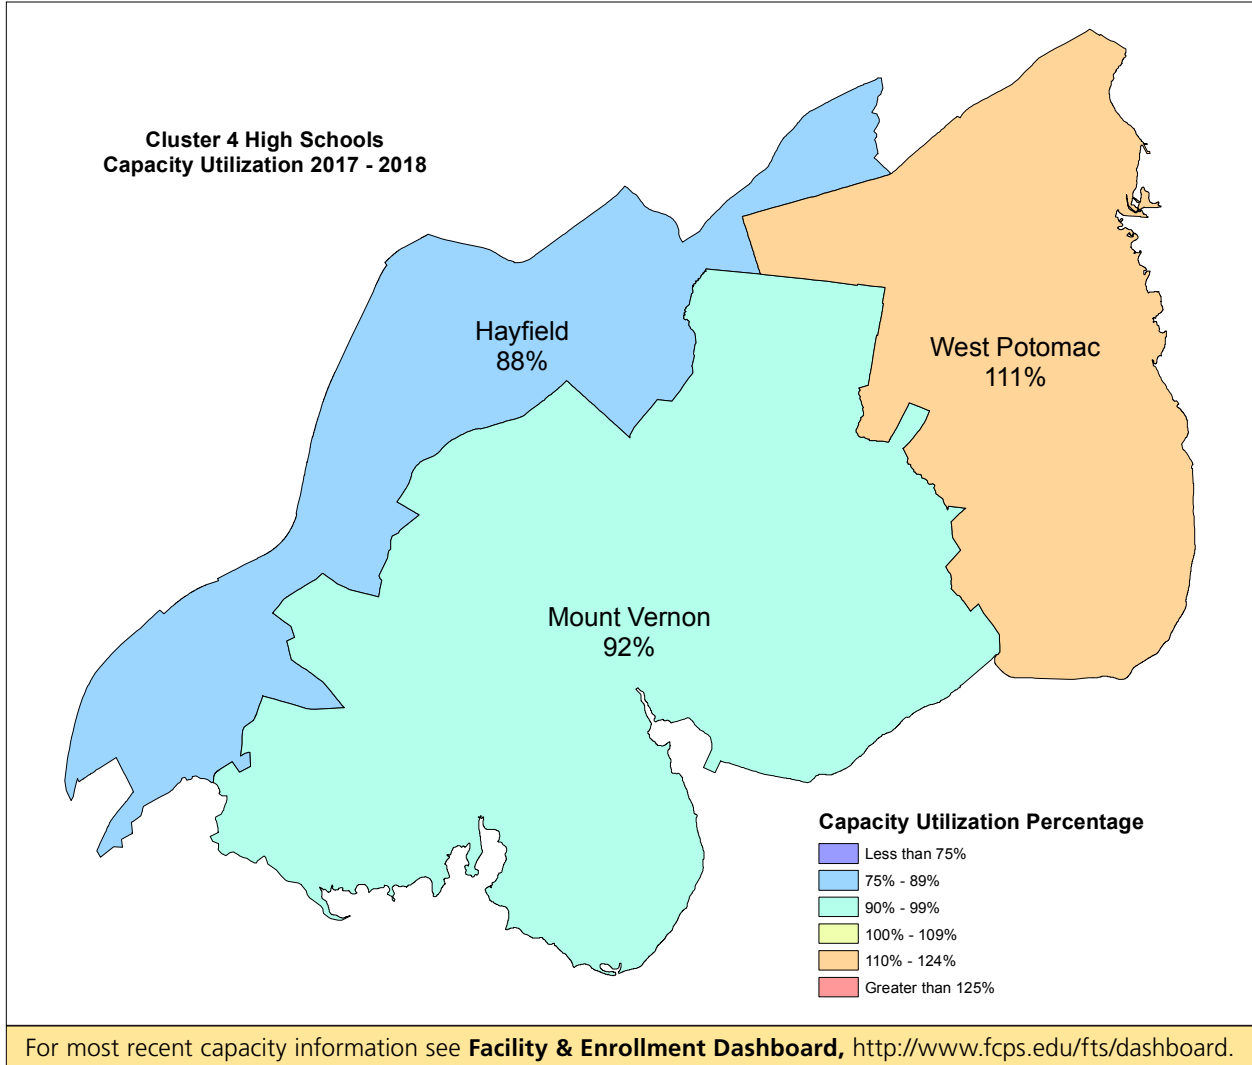 Cluster 4 High Schools
Capacity Utilization 2017 - 2018
Hayfield
88%
West Potomac
111%
Mount Vernon
92%
Capacity Utilization Percentage
Less than 75%
75% - 89%
90% - 99%
100% - 109%
110% - 124%
Greater than 125%
For most recent capacity information see Facility & Enrollment Dashboard, http://www.fcps.edu/fts/dashboard.